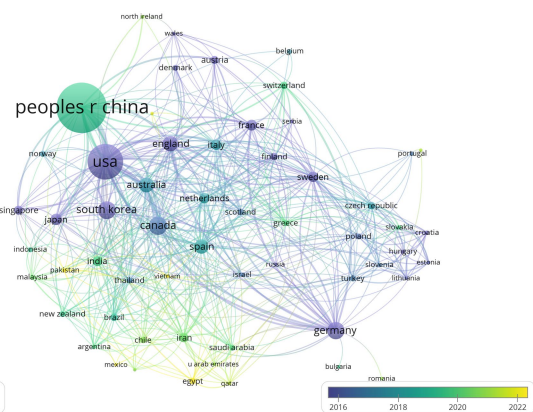 north ireland
wales
belgium
austria
denmark
switzerland
peoples r china
france
serbia
england
italy
norway
usa
finland
portugal
sweden
australia
netherlands
singapore
south korea
scotland
czech republic
japan
canada
greece
slovakia
croatia
poland
spain
indonesia
hungary
india
russia
slovenia
estonia
pakistan
malaysia
vietnam
thailand
israel
turkey
lithuania
new zealand
brazil
germany
argentina
chile
iran
saudi arabia
mexico
u arab emirates
bulgaria
egypt
qatar
romania
2016 2018 2020 2022